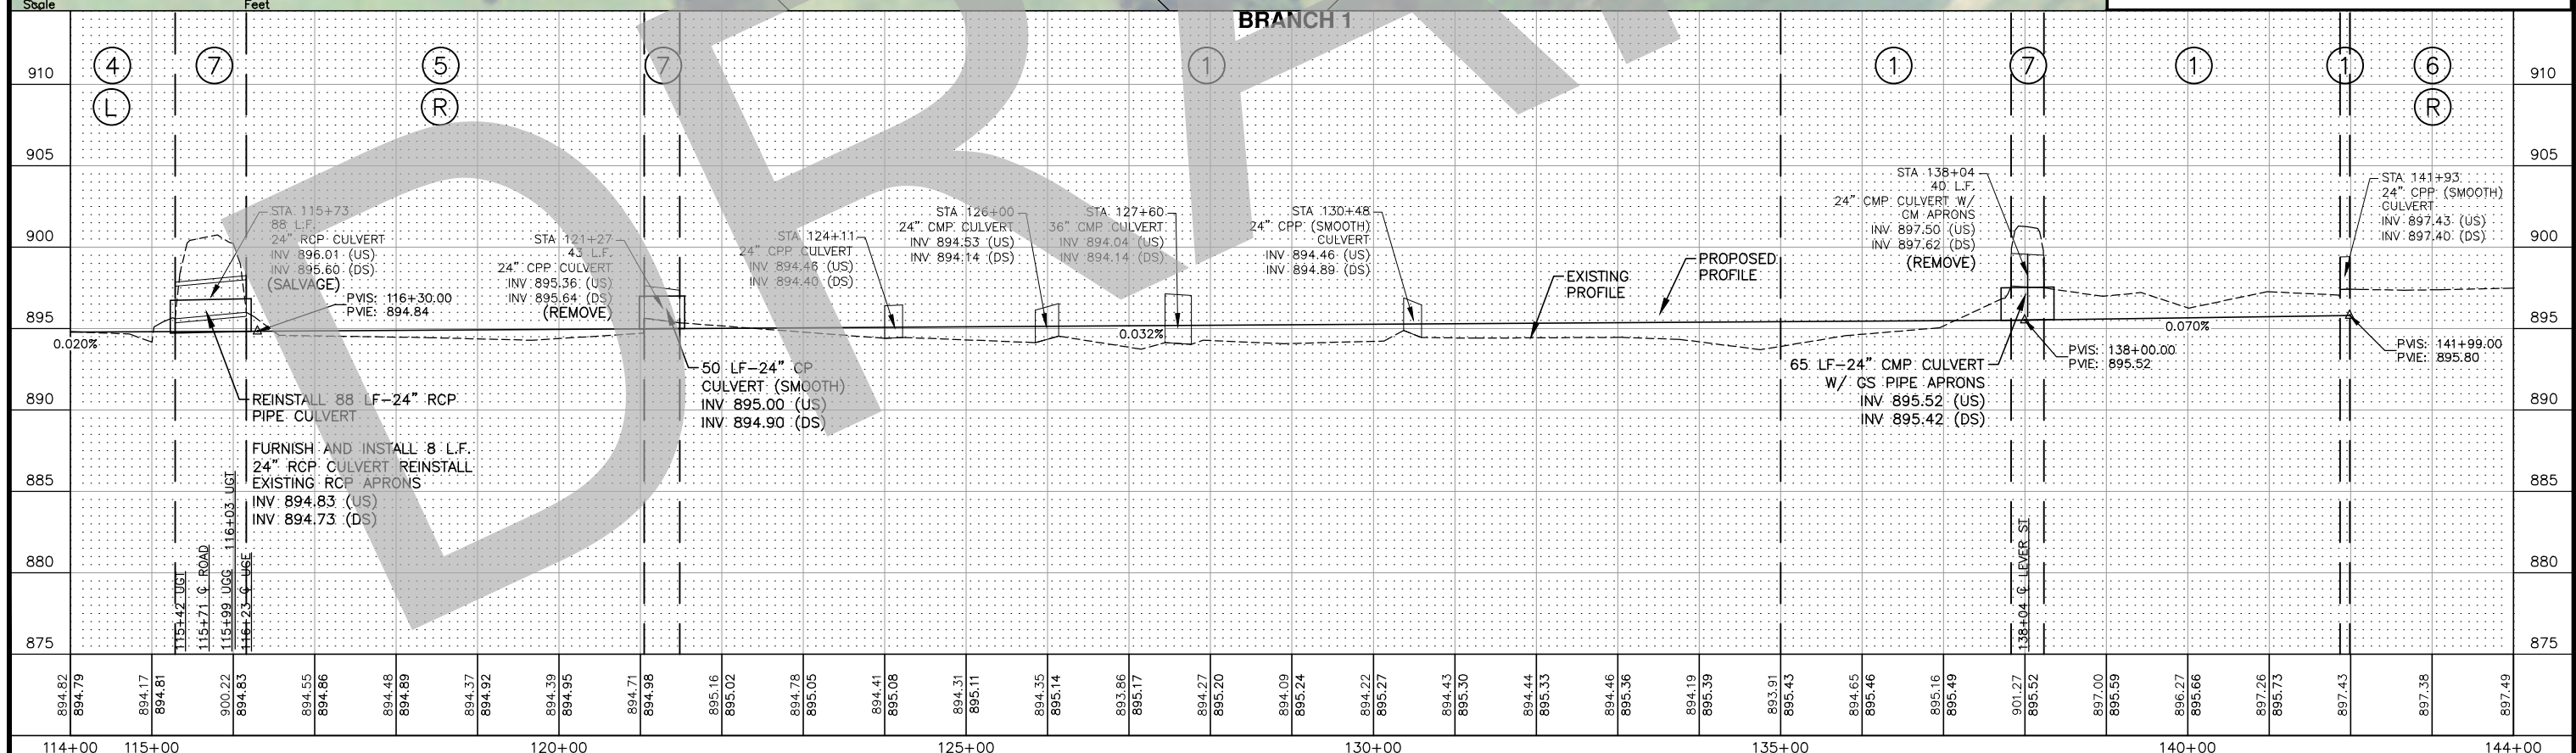 Scale
Feet
BRANCH 1
4
7
5
7
1
1
7
1
1
6
L
R
R
910
910
905
905
900
900
895
895
890
890
885
885
880
880
875
875
STA 115+73
88 L.F.
24" RCP CULVERT
INV 896.01 (US)
INV 895.60 (DS)
(SALVAGE)
PVIS: 116+30.00
PVIE: 894.84
0.020%
REINSTALL 88 LF-24" RCP
PIPE CULVERT
FURNISH AND INSTALL 8 L.F.
24" RCP CULVERT REINSTALL
EXISTING RCP APRONS
INV 894.83 (US)
INV 894.73 (DS)
115+42 UGT
115+71 ℄ ROAD
115+99 UGG
116+03 UGT
116+23 ℄ UGE
STA 121+27
43 L.F.
24" CPP CULVERT
INV 895.36 (US)
INV 895.64 (DS)
(REMOVE)
50 LF-24" CP
CULVERT (SMOOTH)
INV 895.00 (US)
INV 894.90 (DS)
STA 124+11
24" CPP CULVERT
INV 894.46 (US)
INV 894.40 (DS)
STA 126+00
24" CMP CULVERT
INV 894.53 (US)
INV 894.14 (DS)
STA 127+60
36" CMP CULVERT
INV 894.04 (US)
INV 894.14 (DS)
0.032%
STA 130+48
24" CPP (SMOOTH)
CULVERT
INV 894.46 (US)
INV 894.89 (DS)
EXISTING
PROFILE
PROPOSED
PROFILE
STA 138+04
40 L.F.
24" CMP CULVERT W/
CM APRONS
INV 897.50 (US)
INV 897.62 (DS)
(REMOVE)
65 LF-24" CMP CULVERT
W/ GS PIPE APRONS
INV 895.52 (US)
INV 895.42 (DS)
PVIS: 138+00.00
PVIE: 895.52
138+04 ℄ LEVER ST
0.070%
STA 141+93
24" CPP (SMOOTH)
CULVERT
INV 897.43 (US)
INV 897.40 (DS)
PVIS: 141+99.00
PVIE: 895.80
DRA
894.82
894.79
894.17
894.81
900.22
894.83
894.55
894.86
894.48
894.89
894.37
894.92
894.39
894.95
894.71
894.98
895.16
895.02
894.78
895.05
894.41
895.08
894.31
895.11
894.35
895.14
893.86
895.17
894.27
895.20
894.09
895.24
894.22
895.27
894.43
895.30
894.44
895.33
894.46
895.36
894.19
895.39
893.91
895.43
894.65
895.46
895.16
895.49
901.27
895.52
897.00
895.59
896.27
895.66
897.26
895.73
897.43
897.38
897.49
114+00
115+00
120+00
125+00
130+00
135+00
140+00
144+00